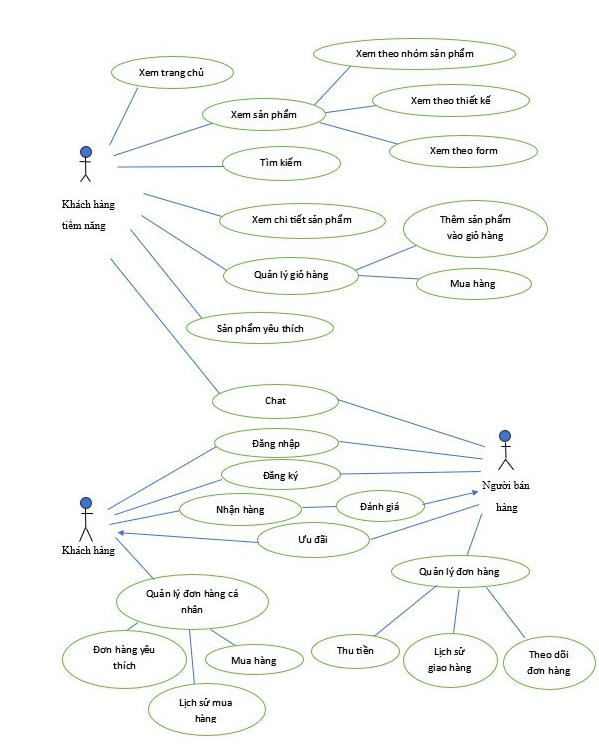 Xem theo nhóm sản phẩm
Xem trang chủ
Xem theo thiết kế
Xem sản phẩm
Xem theo form
Tìm kiếm
Khách hàng
tiềm năng
Xem chi tiết sản phẩm
Thêm sản phẩm
vào giỏ hàng
Quản lý giỏ hàng
Mua hàng
Sản phẩm yêu thích
Chat
Đăng nhập
Đăng ký
Người bán
hàng
Nhận hàng
Đánh giá
Ưu đãi
Khách hàng
Quản lý đơn hàng
Quản lý đơn hàng cá
nhân
Đơn hàng yêu
thích
Mua hàng
Thu tiền
Lịch sử
giao hàng
Theo dõi
đơn hàng
Lịch sử mua
hàng